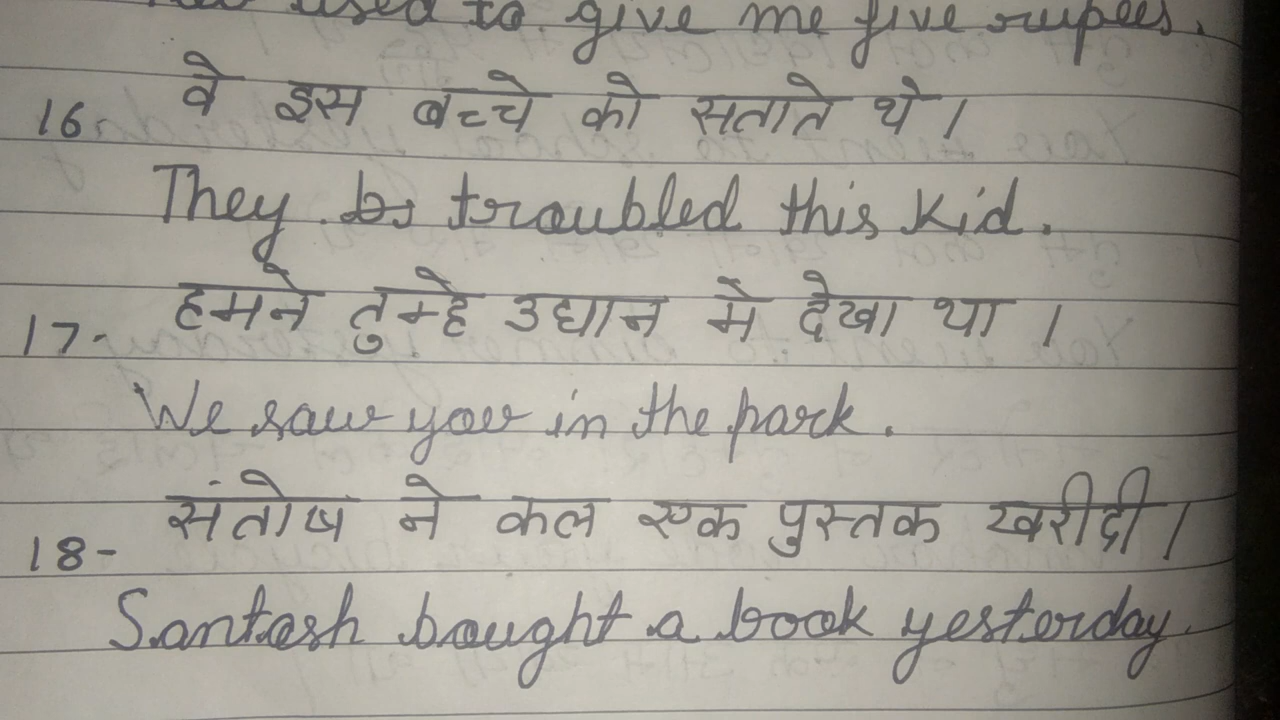 used to give me five rupees.
16. वे इस बच्चे को सताते थे।
They troubled this kid.
17- हमने तुम्हे उद्यान मे देखा था।
We saw you in the park.
18- संतोष ने कल एक पुस्तक खरीदी।
Santosh bought a book yesterday.